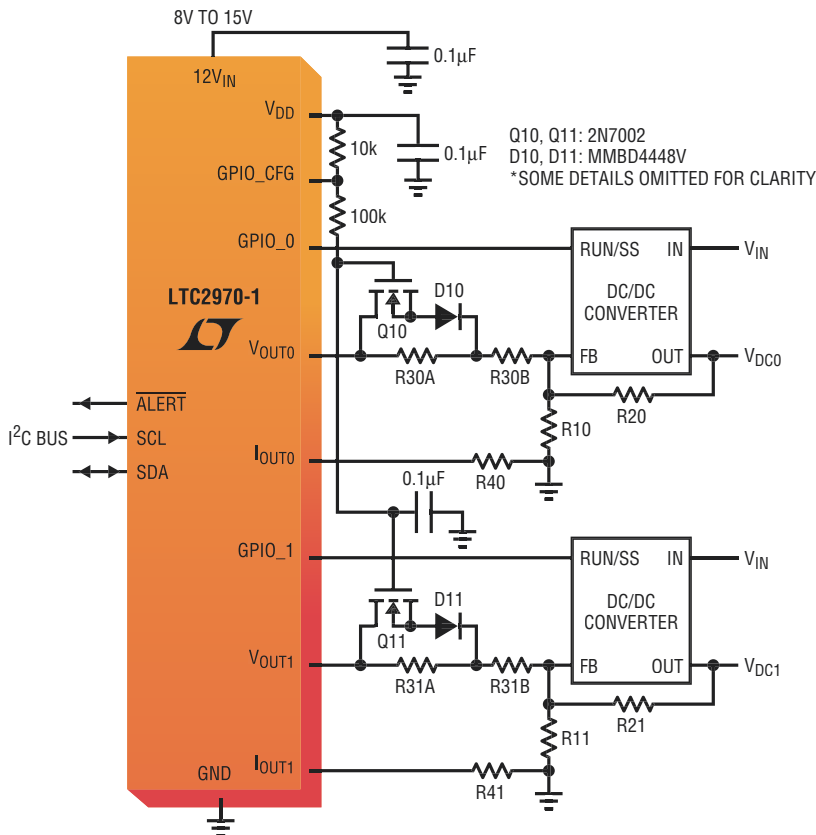 8V TO 15V
0.1µF
12VIN
VDD
10k
0.1µF
Q10, Q11: 2N7002
D10, D11: MMBD4448V
*SOME DETAILS OMITTED FOR CLARITY
GPIO_CFG
100k
GPIO_0
RUN/SS IN
VIN
LTC2970-1
D10
DC/DC
CONVERTER
Q10
VOUT0
R30A
R30B
FB OUT
VDC0
R20
ALERT
I2C BUS
SCL
SDA
R10
IOUT0
R40
0.1µF
GPIO_1
RUN/SS IN
VIN
D11
DC/DC
CONVERTER
Q11
VOUT1
R31A
R31B
FB OUT
VDC1
R21
R11
GND
IOUT1
R41